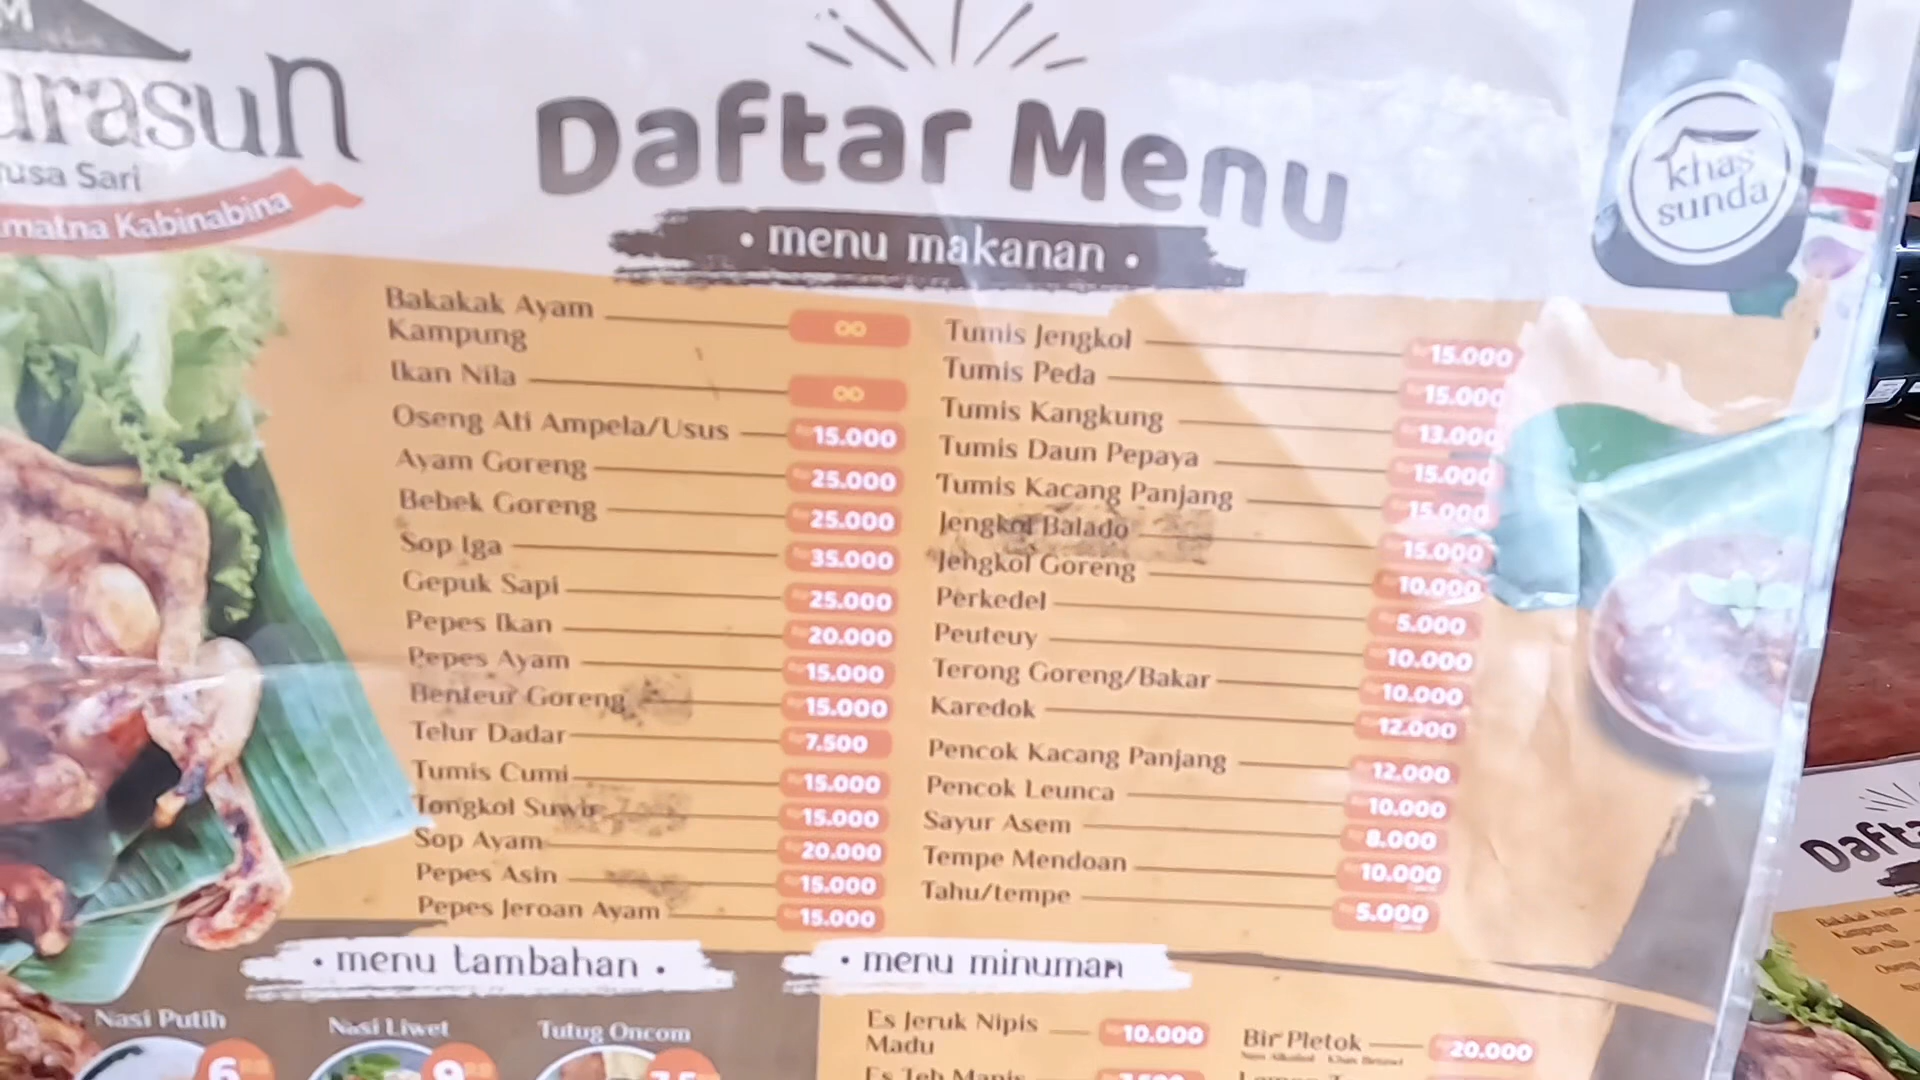 urasun
usa Sari
matna Kabinabina
Daftar Menu
• menu makanan •
khas
sunda
Bakakak Ayam
Kampung
Ikan Nila
Oseng Ati Ampela/Usus 15.000
Ayam Goreng 25.000
Bebek Goreng 25.000
Sop Iga 35.000
Gepuk Sapi 25.000
Pepes Ikan 20.000
Pepes Ayam 15.000
Benteur Goreng 15.000
Telur Dadar 7.500
Tumis Cumi 15.000
Tongkol Suwir 15.000
Sop Ayam 20.000
Pepes Asin 15.000
Pepes Jeroan Ayam 15.000
Tumis Jengkol 15.000
Tumis Peda 15.000
Tumis Kangkung 13.000
Tumis Daun Pepaya 15.000
Tumis Kacang Panjang 15.000
Jengkol Balado 15.000
Jengkol Goreng 10.000
Perkedel 5.000
Peuteuy 10.000
Terong Goreng/Bakar 10.000
Karedok 12.000
Pencok Kacang Panjang 12.000
Pencok Leunca 10.000
Sayur Asem 8.000
Tempe Mendoan 10.000
Tahu/tempe 5.000
• menu tambahan •
Nasi Putih
Nasi Liwet
Tutug Oncom
• menu minuman
Es Jeruk Nipis 10.000
Madu
Es Teh Manis
Bir Pletok 20.000